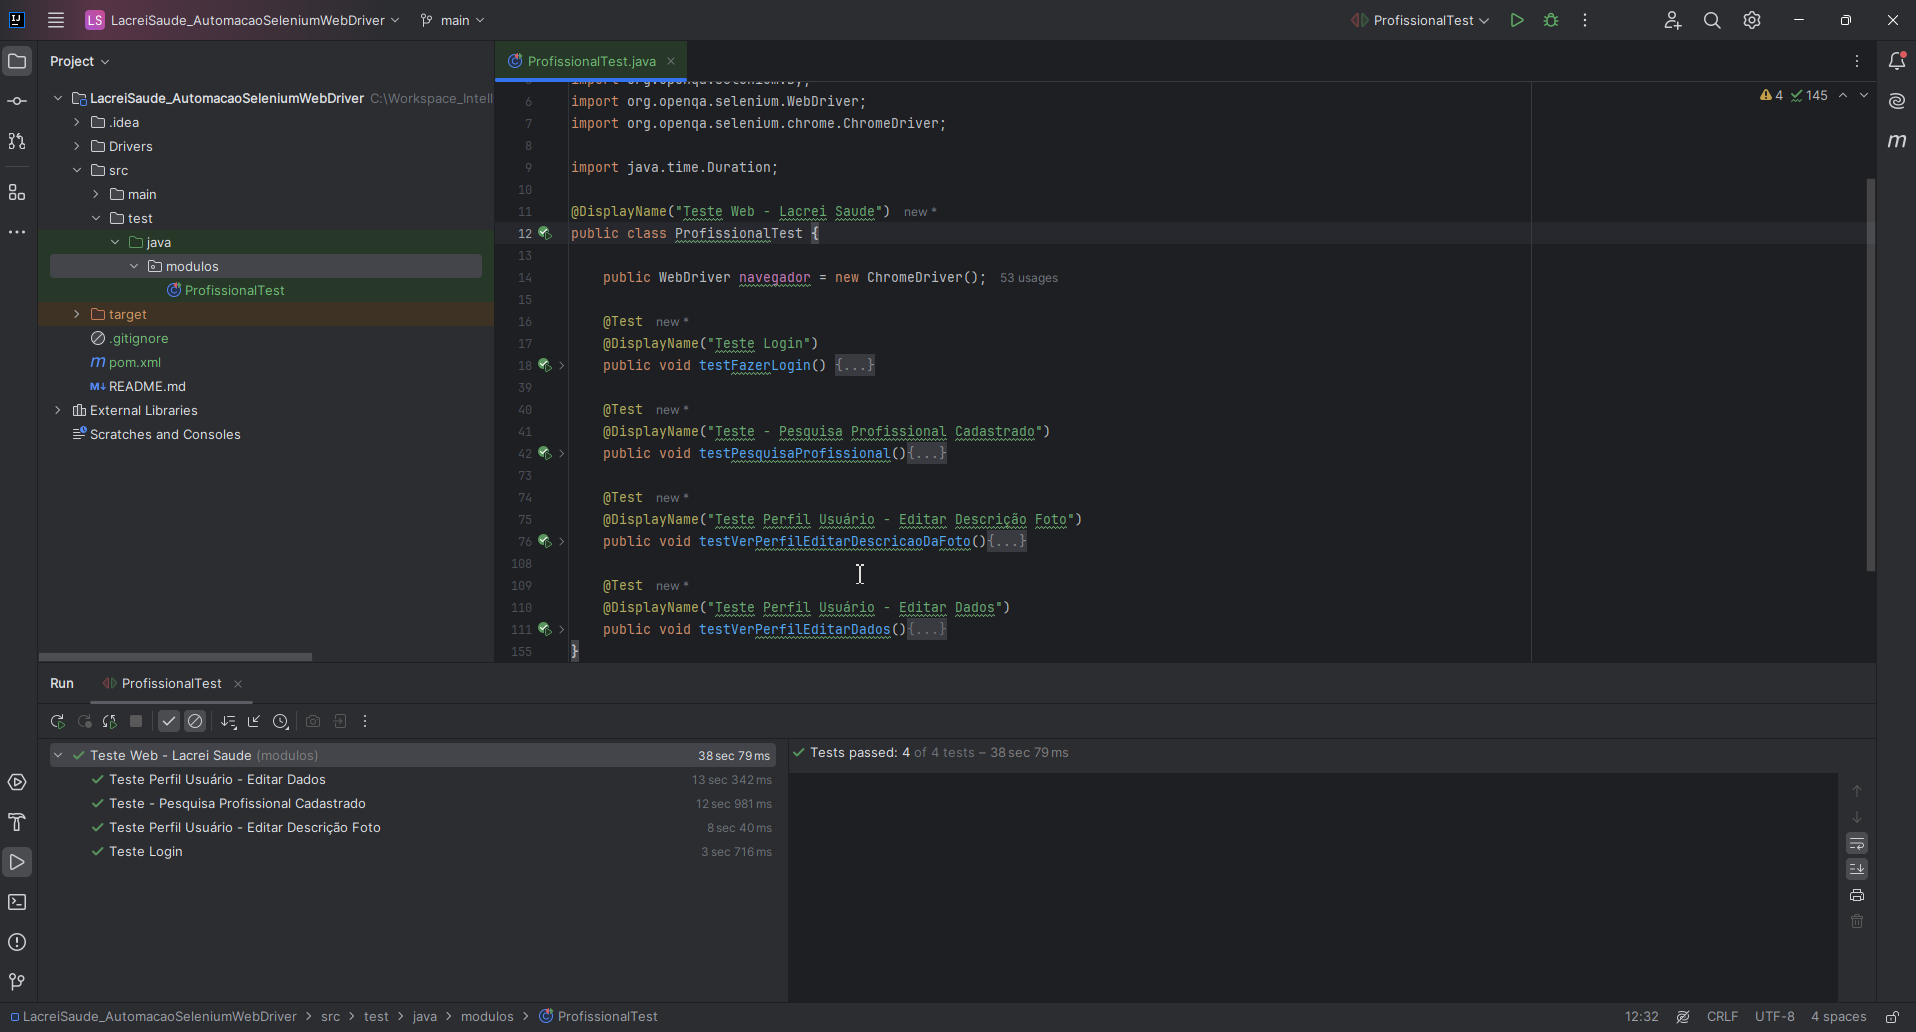 LS LacreiSaude_AutomacaoSeleniumWebDriver main ProfissionalTest
Project
ProfissionalTest.java
LacreiSaude_AutomacaoSeleniumWebDriver C:\Workspace_Intell
.idea
Drivers
src
main
test
java
modulos
ProfissionalTest
target
.gitignore
pom.xml
README.md
External Libraries
Scratches and Consoles
4 145
6 import org.openqa.selenium.WebDriver;
7 import org.openqa.selenium.chrome.ChromeDriver;
8
9 import java.time.Duration;
10
11 @DisplayName("Teste Web - Lacrei Saude") new *
12 public class ProfissionalTest {
13
14 public WebDriver navegador = new ChromeDriver(); 53 usages
15
16 @Test new *
17 @DisplayName("Teste Login")
18 public void testFazerLogin() {...}
39
40 @Test new *
41 @DisplayName("Teste - Pesquisa Profissional Cadastrado")
42 public void testPesquisaProfissional(){...}
73
74 @Test new *
75 @DisplayName("Teste Perfil Usuário - Editar Descrição Foto")
76 public void testVerPerfilEditarDescricaoDaFoto(){...}
108
109 @Test new *
110 @DisplayName("Teste Perfil Usuário - Editar Dados")
111 public void testVerPerfilEditarDados(){...}
155 }
Run ProfissionalTest
Teste Web - Lacrei Saude (modulos) 38 sec 79 ms
Teste Perfil Usuário - Editar Dados 13 sec 342 ms
Teste - Pesquisa Profissional Cadastrado 12 sec 981 ms
Teste Perfil Usuário - Editar Descrição Foto 8 sec 40 ms
Teste Login 3 sec 716 ms
Tests passed: 4 of 4 tests – 38 sec 79 ms
LacreiSaude_AutomacaoSeleniumWebDriver > src > test > java > modulos > ProfissionalTest
12:32 CRLF UTF-8 4 spaces